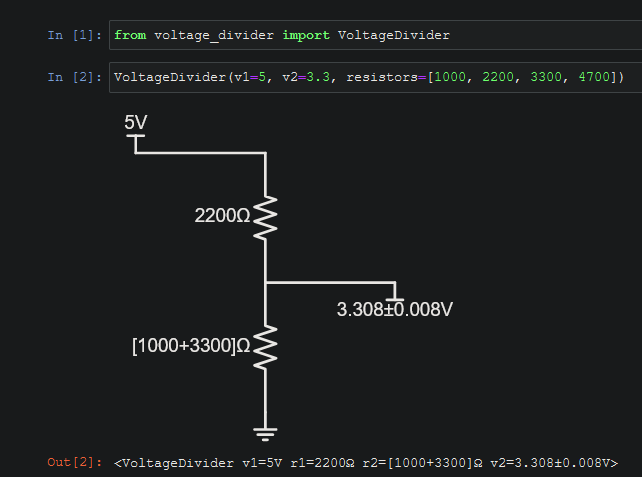 In [1]: from voltage_divider import VoltageDivider
In [2]: VoltageDivider(v1=5, v2=3.3, resistors=[1000, 2200, 3300, 4700])
5V
2200Ω
3.308±0.008V
[1000+3300]Ω
Out[2]: <VoltageDivider v1=5V r1=2200Ω r2=[1000+3300]Ω v2=3.308±0.008V>